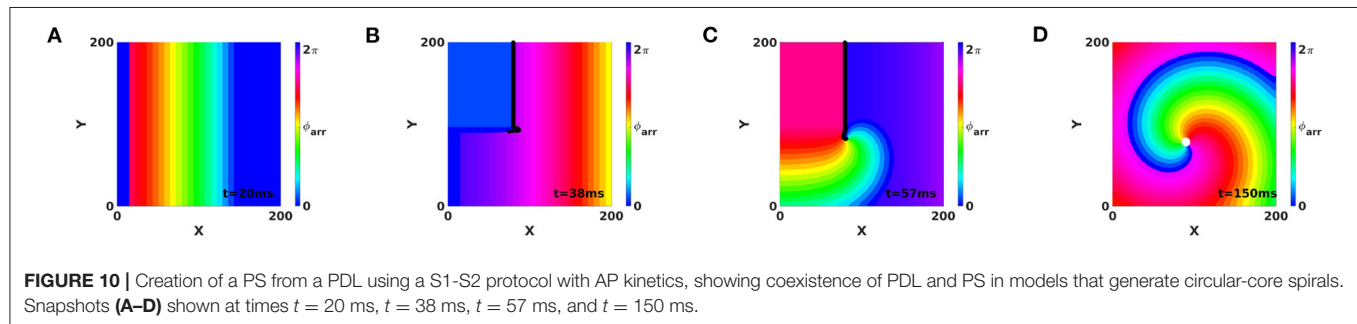 A
200
Y
0
0
X
200
t=20ms
2π
ϕarr
0
B
200
Y
0
0
X
200
t=38ms
2π
ϕarr
0
C
200
Y
0
0
X
200
t=57ms
2π
ϕarr
0
D
200
Y
0
0
X
200
t=150ms
2π
ϕarr
0
FIGURE 10 | Creation of a PS from a PDL using a S1-S2 protocol with AP kinetics, showing coexistence of PDL and PS in models that generate circular-core spirals.
Snapshots (A–D) shown at times t = 20 ms, t = 38 ms, t = 57 ms, and t = 150 ms.